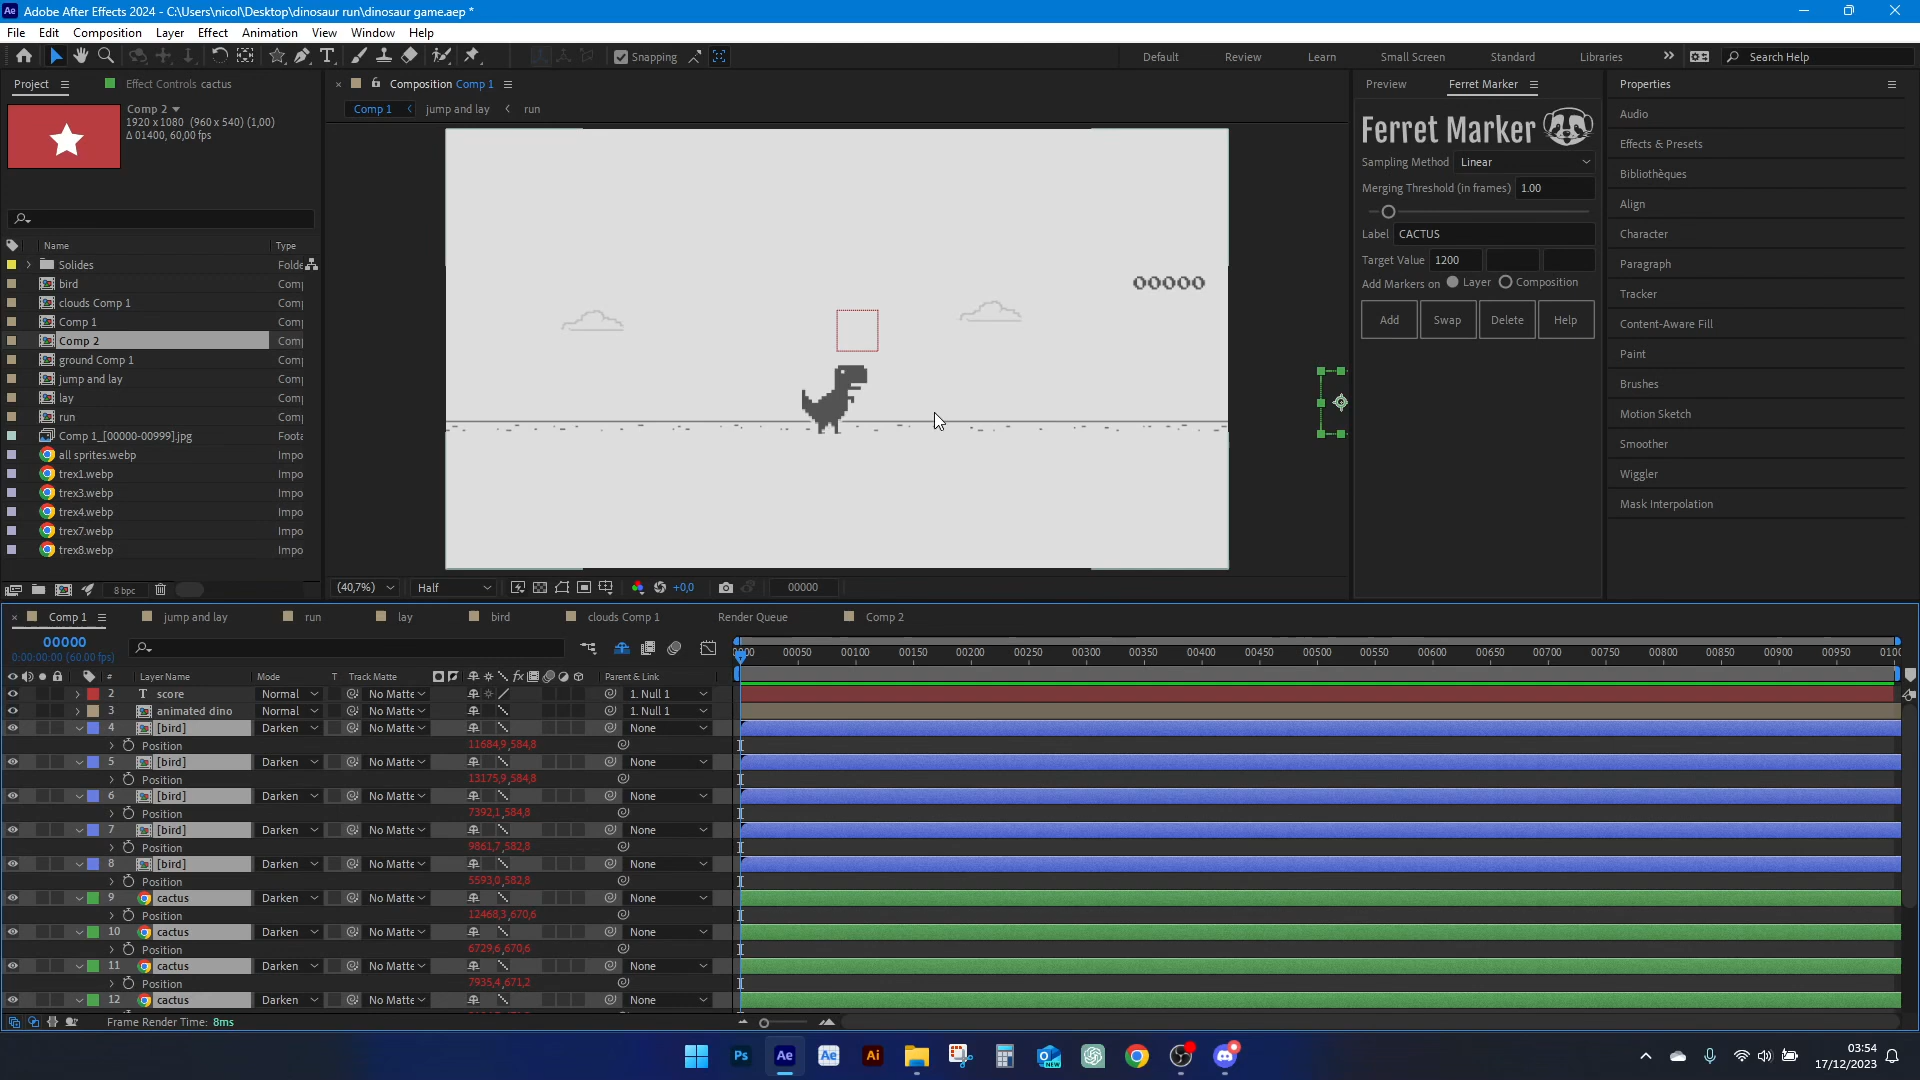 Adobe After Effects 2024 - C:\Users\nicol\Desktop\dinosaur run\dinosaur game.aep *
File Edit Composition Layer Effect Animation View Window Help
Snapping
Default Review Learn Small Screen Standard Libraries
Search Help
Project
Effect Controls cactus
Comp 2
1920 x 1080 (960 x 540) (1,00)
Δ 01400, 60,00 fps
Name Type
Solides Folde
bird Comp
clouds Comp 1 Comp
Comp 1 Comp
Comp 2 Comp
ground Comp 1 Comp
jump and lay Comp
lay Comp
run Comp
Comp 1_[00000-00999].jpg Foota
all sprites.webp Impo
trex1.webp Impo
trex3.webp Impo
trex4.webp Impo
trex7.webp Impo
trex8.webp Impo
8 bpc
Composition Comp 1
Comp 1 jump and lay run
00000
(40,7%) Half +0,0 00000
Preview Ferret Marker
Ferret Marker
Sampling Method Linear
Merging Threshold (in frames) 1.00
Label CACTUS
Target Value 1200
Add Markers on Layer Composition
Add Swap Delete Help
Properties
Audio
Effects & Presets
Bibliothèques
Align
Character
Paragraph
Tracker
Content-Aware Fill
Paint
Brushes
Motion Sketch
Smoother
Wiggler
Mask Interpolation
Comp 1 jump and lay run lay bird clouds Comp 1 Render Queue Comp 2
00000
0:00:00:00 (60.00 fps)
00050 00100 00150 00200 00250 00300 00350 00400 00450 00500 00550 00600 00650 00700 00750 00800 00850 00900 00950
# Layer Name Mode T Track Matte Parent & Link
2 T score Normal No Matte 1. Null 1
3 animated dino Normal No Matte 1. Null 1
4 [bird] Darken No Matte None
Position 11684,9,584,8
5 [bird] Darken No Matte None
Position 13175,9,584,8
6 [bird] Darken No Matte None
Position 7392,1,584,8
7 [bird] Darken No Matte None
Position 9861,7,582,8
8 [bird] Darken No Matte None
Position 5593,0,582,8
9 cactus Darken No Matte None
Position 12468,3,670,6
10 cactus Darken No Matte None
Position 6729,6,670,6
11 cactus Darken No Matte None
Position 7935,4,671,2
12 cactus Darken No Matte None
Frame Render Time: 8ms
03:54
17/12/2023